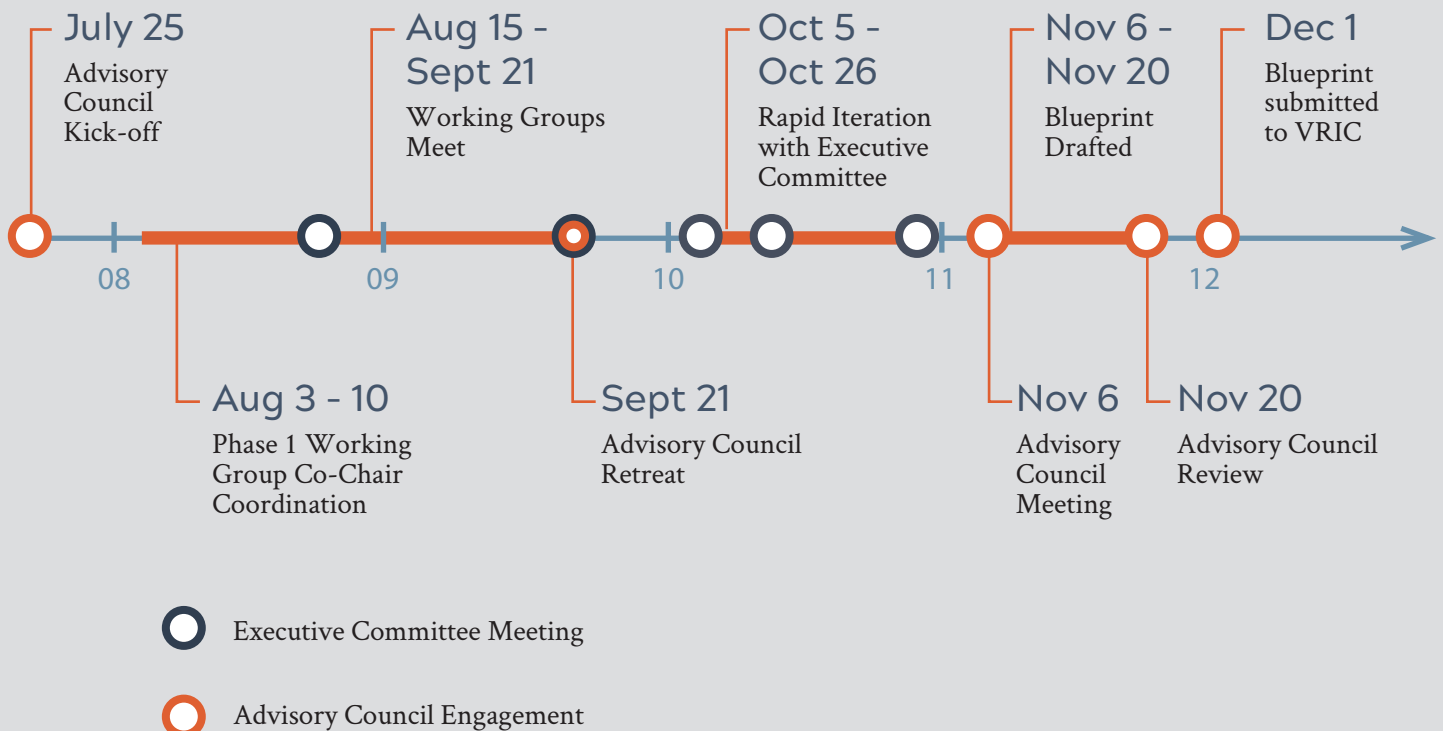 July 25
Advisory
Council
Kick-off
Aug 15 -
Sept 21
Working Groups
Meet
Oct 5 -
Oct 26
Rapid Iteration
with Executive
Committee
Nov 6 -
Nov 20
Blueprint
Drafted
Dec 1
Blueprint
submitted
to VRIC
08
09
10
11
12
Aug 3 - 10
Phase 1 Working
Group Co-Chair
Coordination
Sept 21
Advisory Council
Retreat
Nov 6
Advisory
Council
Meeting
Nov 20
Advisory Council
Review
Executive Committee Meeting
Advisory Council Engagement